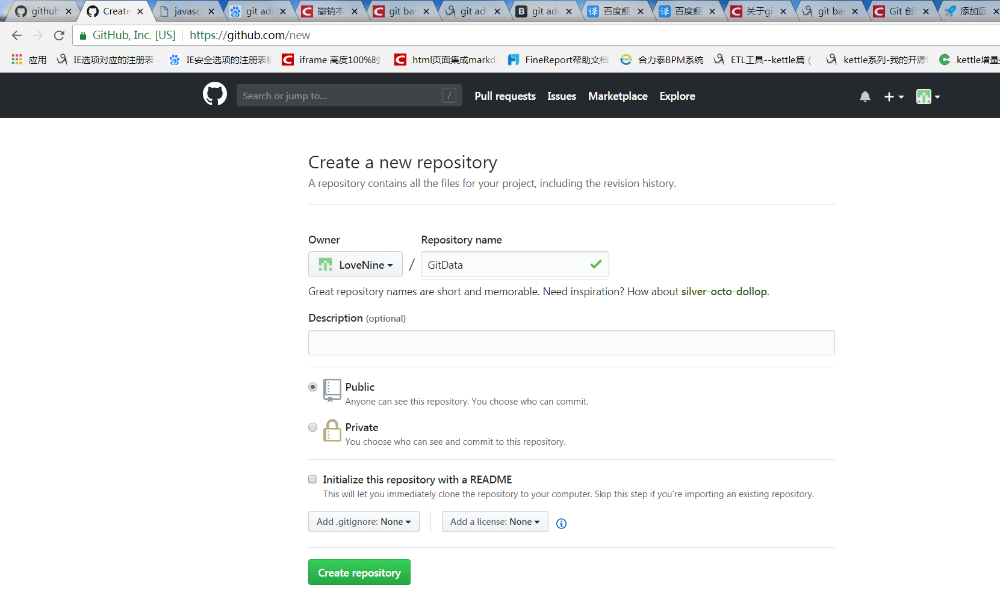 github Create javasc git add 撤销本 git bas git add git add 百度翻 百度翻 关于gi git bas Git 创 添加远
GitHub, Inc. [US] https://github.com/new
应用 IE选项对应的注册表 IE安全选项的注册表 iframe 高度100%时 html页面集成markd FineReport帮助文档 合力泰BPM系统 ETL工具--kettle篇（ kettle系列-我的开源 kettle增量
Search or jump to... / Pull requests Issues Marketplace Explore
Create a new repository
A repository contains all the files for your project, including the revision history.
Owner Repository name
LoveNine / GitData
Great repository names are short and memorable. Need inspiration? How about silver-octo-dollop.
Description (optional)
Public
Anyone can see this repository. You choose who can commit.
Private
You choose who can see and commit to this repository.
Initialize this repository with a README
This will let you immediately clone the repository to your computer. Skip this step if you’re importing an existing repository.
Add .gitignore: None Add a license: None
Create repository